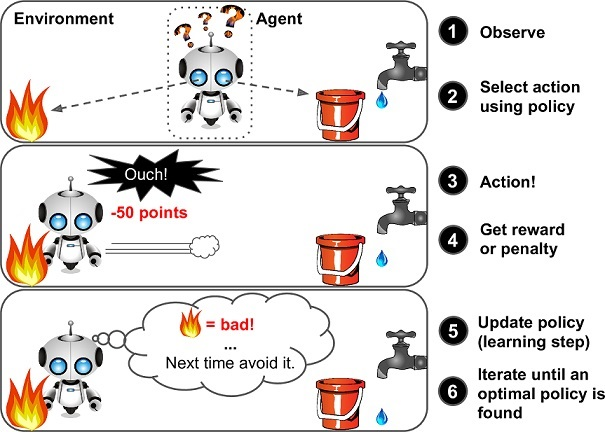 Environment
Agent
? ? ?
1 Observe
2 Select action
using policy
Ouch!
-50 points
3 Action!
4 Get reward
or penalty
= bad!
...
Next time avoid it.
5 Update policy
(learning step)
6 Iterate until an
optimal policy is
found